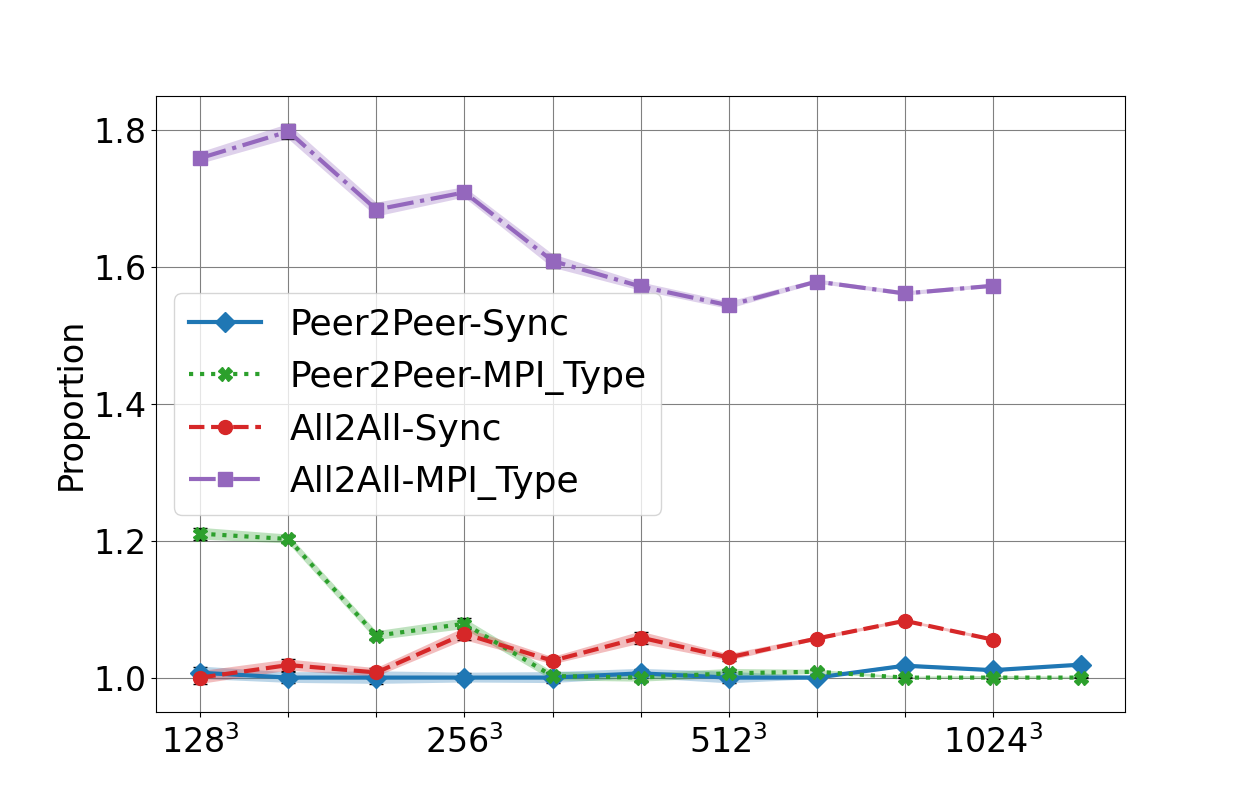 1.8
1.6
1.4
1.2
1.0
Proportion
Peer2Peer-Sync
Peer2Peer-MPI_Type
All2All-Sync
All2All-MPI_Type
128³ 256³ 512³ 1024³